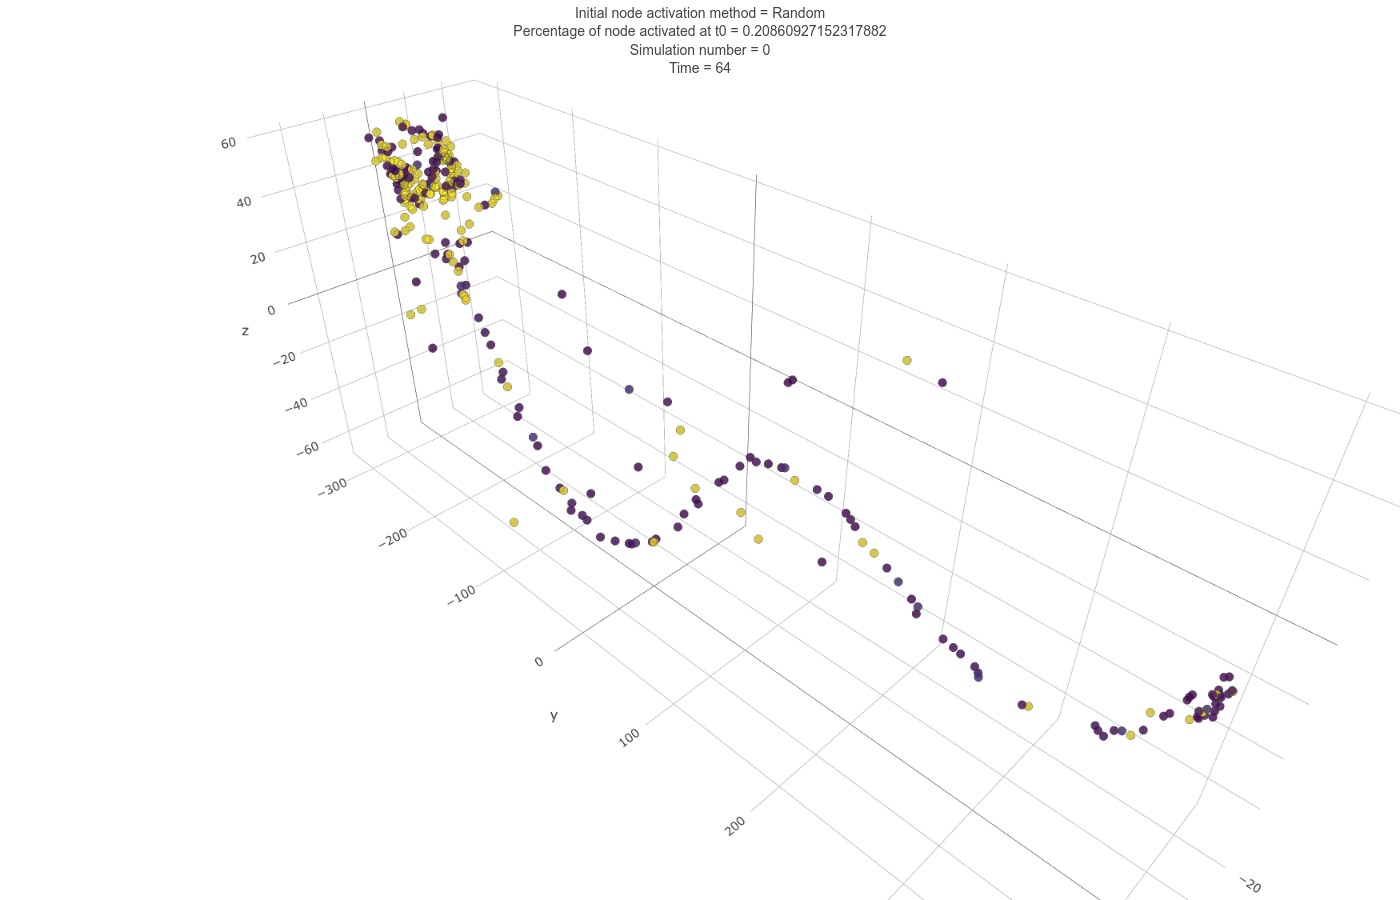 Initial node activation method = Random
Percentage of node activated at t0 = 0.20860927152317882
Simulation number = 0
Time = 64
60
40
20
0
z
−20
−40
−60
−300
−200
−100
0
y
100
200
−20